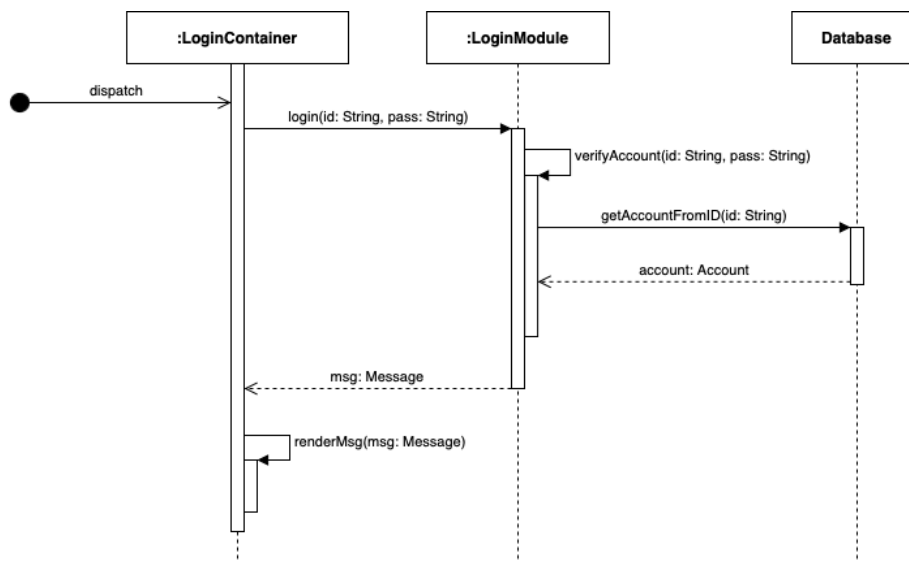 :LoginContainer
:LoginModule
Database
dispatch
login(id: String, pass: String)
verifyAccount(id: String, pass: String)
getAccountFromID(id: String)
account: Account
msg: Message
renderMsg(msg: Message)